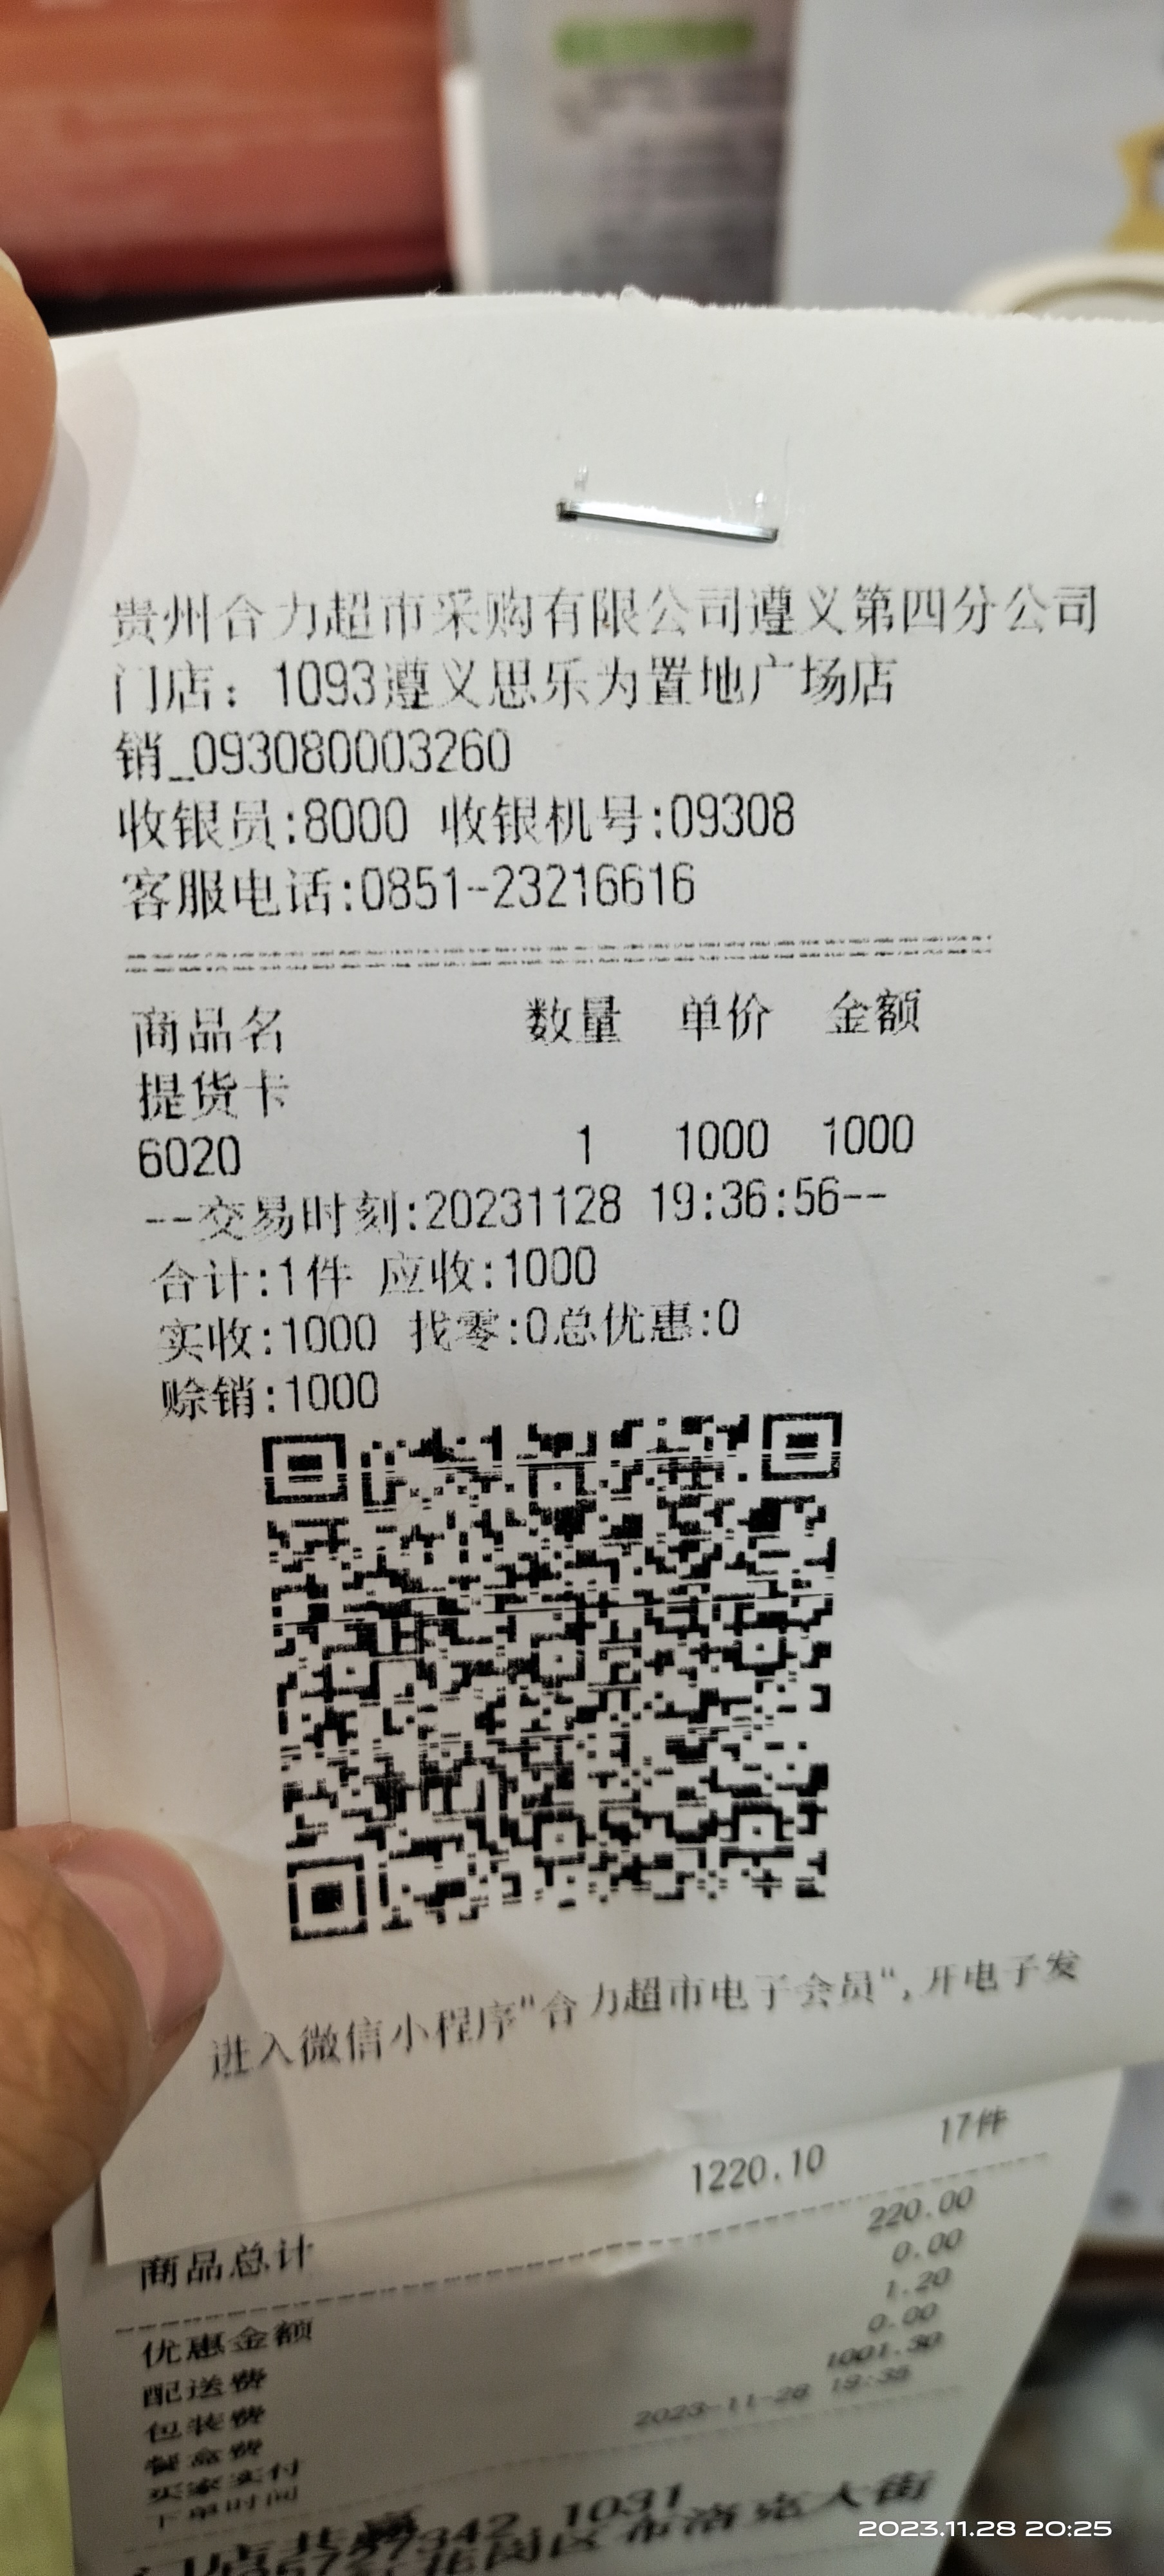 贵州合力超市采购有限公司遵义第四分公司
门店：1093遵义思乐为置地广场店
销_093080003260
收银员:8000 收银机号:09308
客服电话:0851-23216616
商品名 数量 单价 金额
提货卡
6020 1 1000 1000
--交易时刻:20231128 19:36:56--
合计:1件 应收:1000
实收:1000 找零:0总优惠:0
赊销:1000
进入微信小程序"合力超市电子会员",开电子发
商品总计 1220.10 17件
优惠金额 220.00
配送费 0.00
包装费 1.20
餐盒费 0.00
买家实付 1001.30
下单时间 2023-11-28 19:35
1031
布洛克大街
2023.11.28 20:25